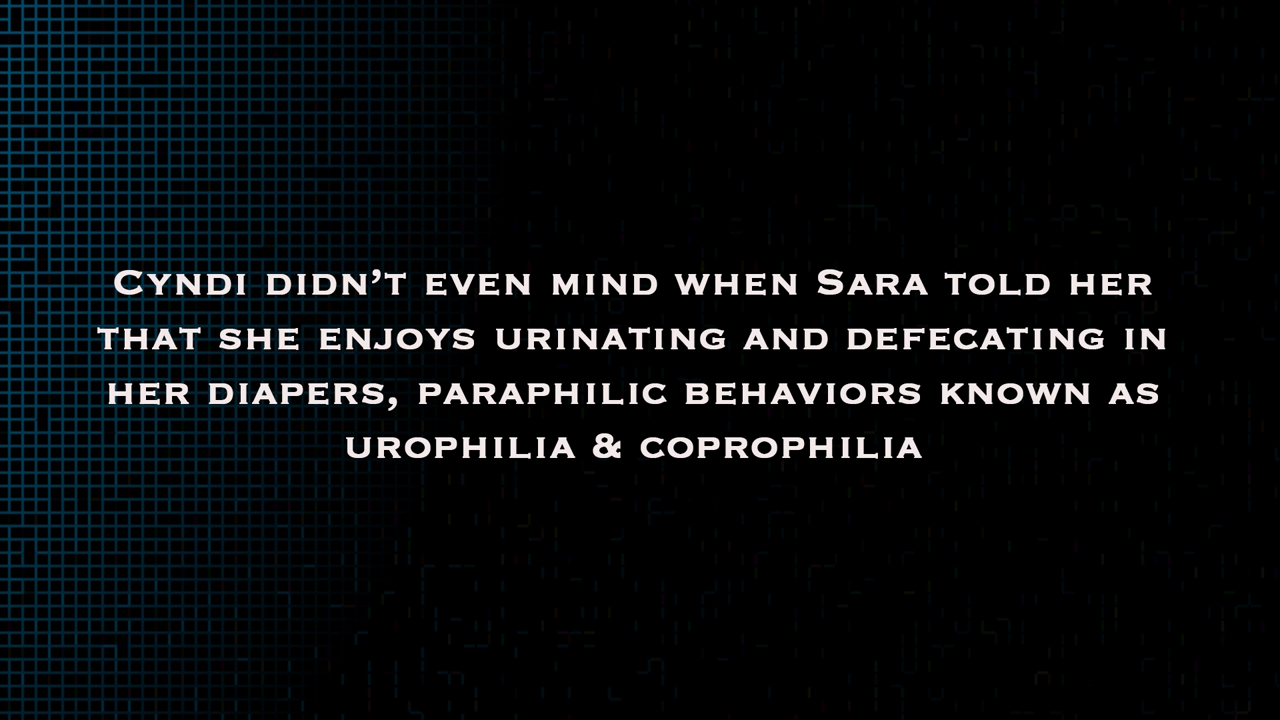 Cyndi didn’t even mind when Sara told her
that she enjoys urinating and defecating in
her diapers, paraphilic behaviors known as
urophilia & coprophilia